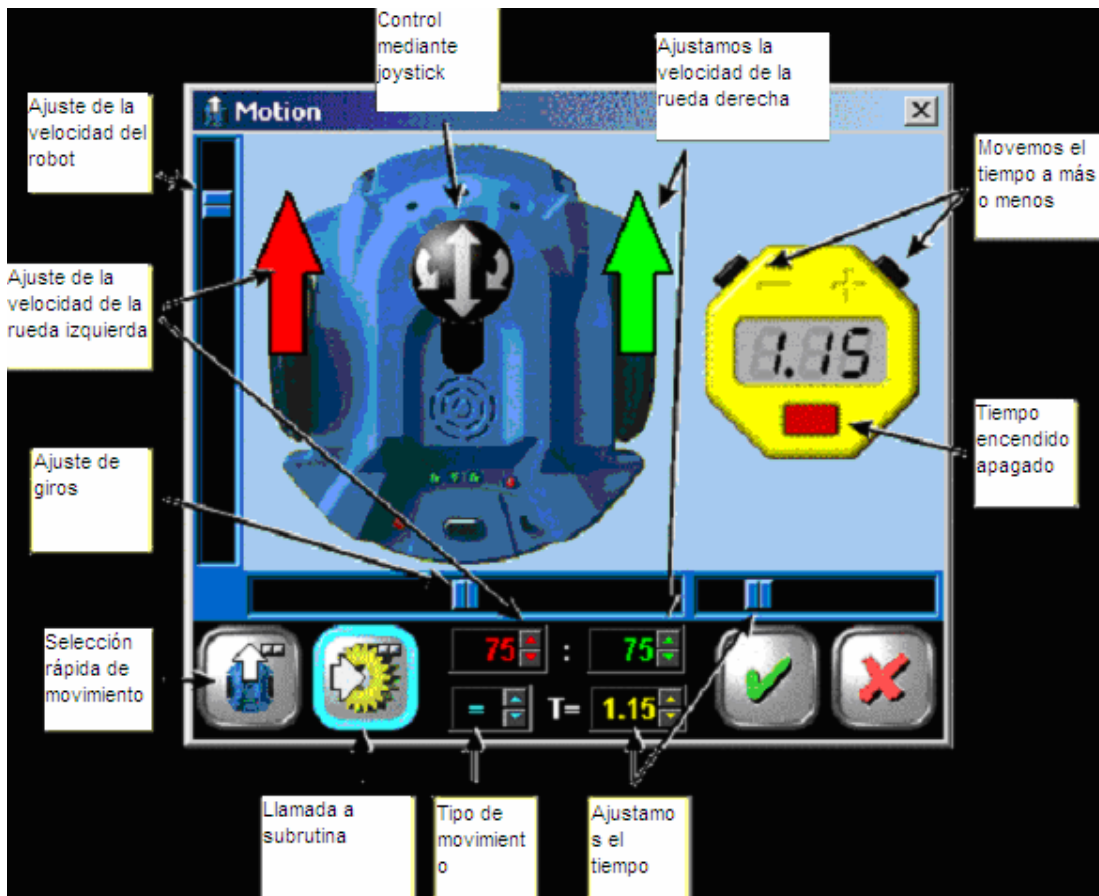 Control
mediante
joystick
Ajustamos la
velocidad de la
rueda derecha
Ajuste de la
velocidad del
robot
Motion
Movemos el
tiempo a más
o menos
Ajuste de la
velocidad de la
rueda izquierda
1.15
Tiempo
encendido
apagado
Ajuste de
giros
Selección
rápida de
movimiento
75 : 75
= T= 1.15
Llamada a
subrutina
Tipo de
movimient
o
Ajustamo
s el
tiempo